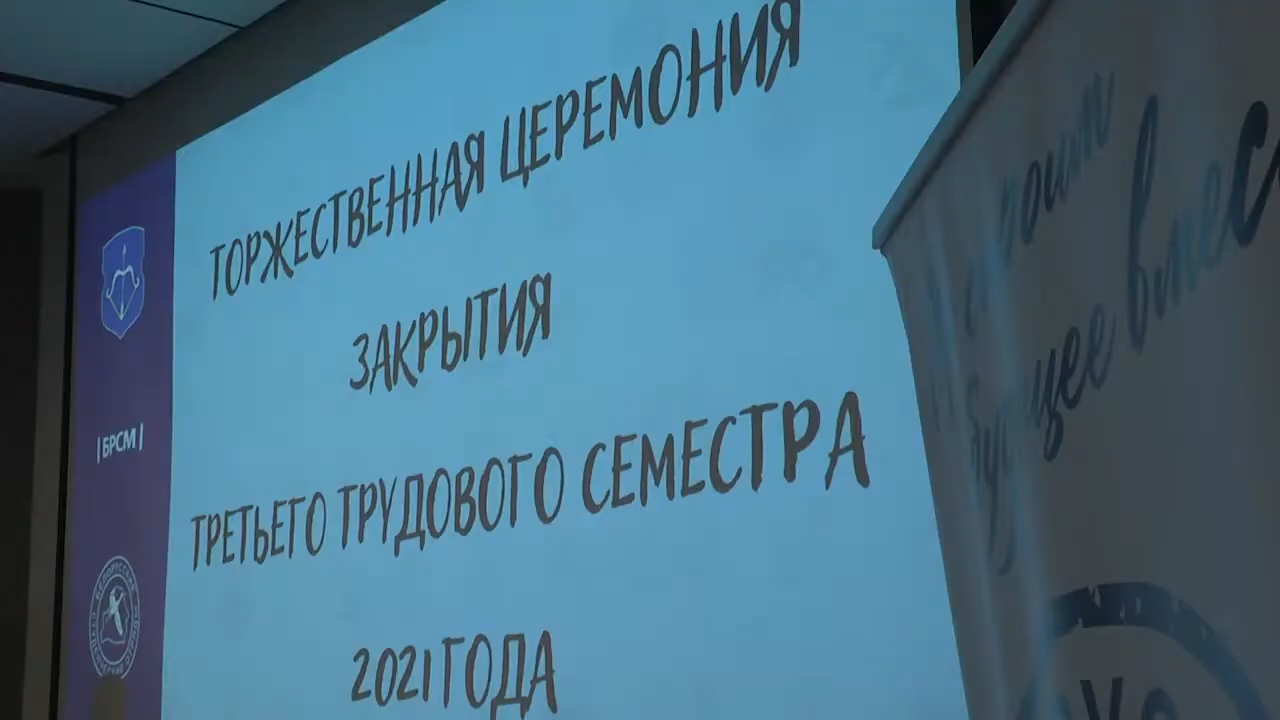 ТОРЖЕСТВЕННАЯ ЦЕРЕМОНИЯ
ЗАКРЫТИЯ
ТРЕТЬЕГО ТРУДОВОГО СЕМЕСТРА
2021 ГОДА
|БРСМ|